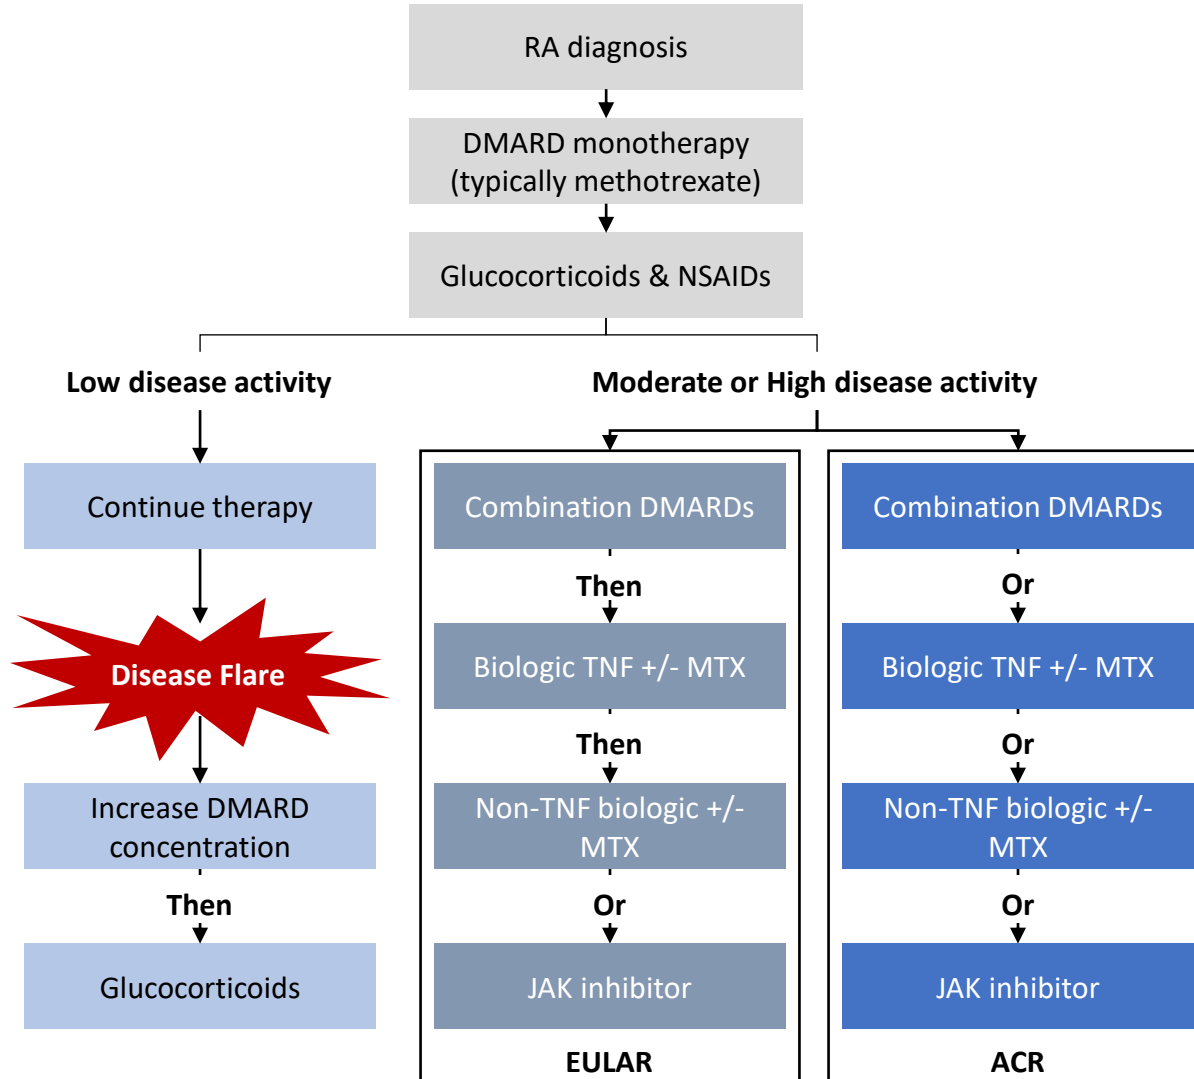 RA diagnosis
DMARD monotherapy
(typically methotrexate)
Glucocorticoids & NSAIDs
Low disease activity
Continue therapy
Disease Flare
Increase DMARD
concentration
Then
Glucocorticoids
Moderate or High disease activity
Combination DMARDs
Then
Biologic TNF +/- MTX
Then
Non-TNF biologic +/-
MTX
Or
JAK inhibitor
EULAR
Combination DMARDs
Or
Biologic TNF +/- MTX
Or
Non-TNF biologic +/-
MTX
Or
JAK inhibitor
ACR